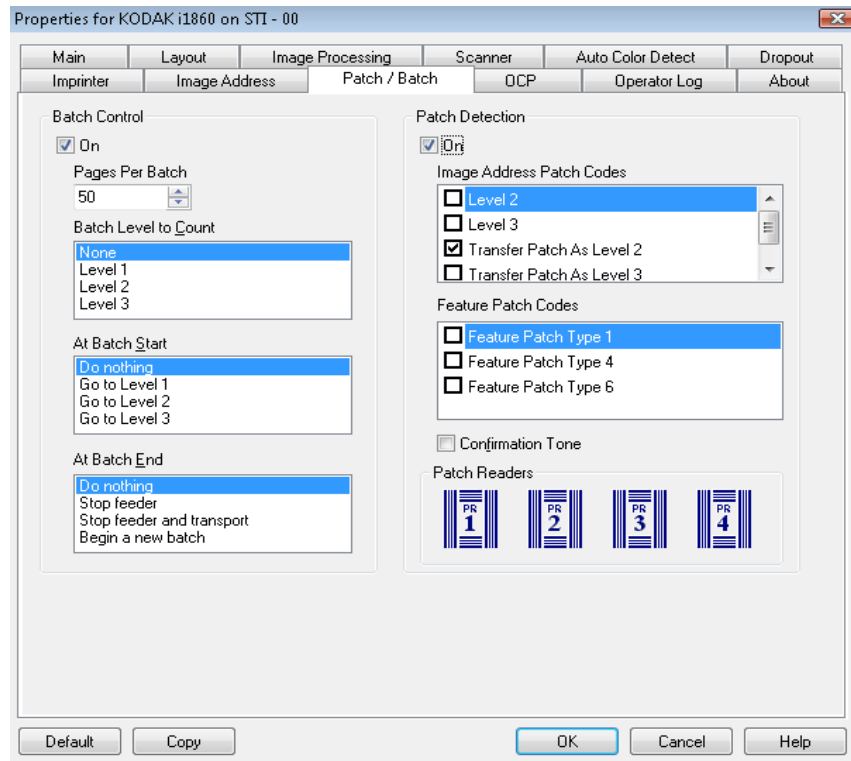 Properties for KODAK i1860 on STI - 00
Main Layout Image Processing Scanner Auto Color Detect Dropout
Imprinter Image Address Patch / Batch OCP Operator Log About
Batch Control
On
Pages Per Batch
50
Batch Level to Count
None
Level 1
Level 2
Level 3
At Batch Start
Do nothing
Go to Level 1
Go to Level 2
Go to Level 3
At Batch End
Do nothing
Stop feeder
Stop feeder and transport
Begin a new batch
Patch Detection
On
Image Address Patch Codes
Level 2
Level 3
Transfer Patch As Level 2
Transfer Patch As Level 3
Feature Patch Codes
Feature Patch Type 1
Feature Patch Type 4
Feature Patch Type 6
Confirmation Tone
Patch Readers
PR PR PR PR
1 2 3 4
Default Copy OK Cancel Help